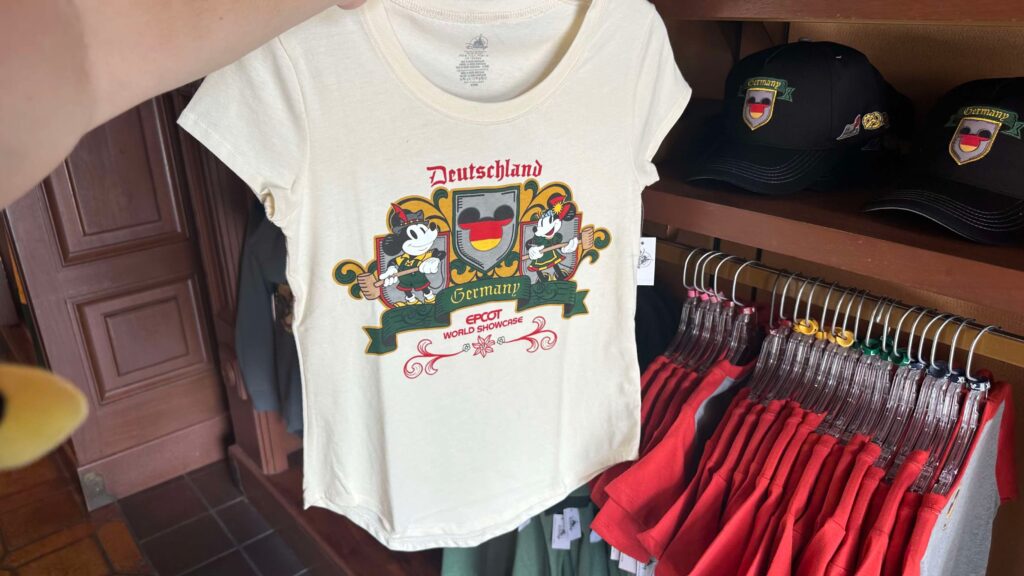 Deutschland
Germany
EPCOT
WORLD SHOWCASE
Germany
Germany